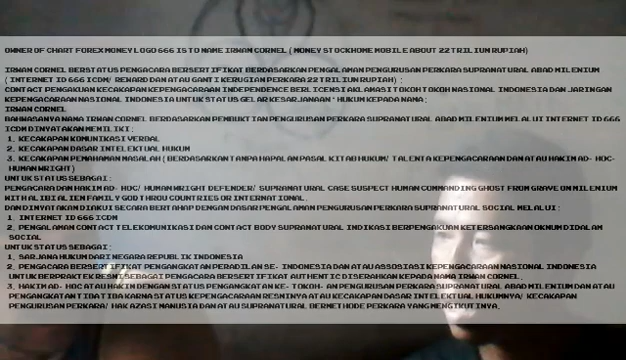 OWNER OF CHART FOREX MONEY LOGO 666 IS TO NAME IRWAN CORNEL ( MONEY STOCKHOME MOBILE ABOUT 22 TRILIUN RUPIAH)
IRWAN CORNEL BERSTATUS PENGACARA BERSERTIFIKAT BERDASARKAN PENGALAMAN PENGURUSAN PERKARA SUPRANATURAL ABAD MILENIUM
( INTERNET ID 666 ICDM/ RENARD DAN ATAU GANTI KERUGIAN PERKARA 22 TRILIUN RUPIAH) ;
CONTACT PENGAKUAN KECAKAPAN KEPENGACARAAN INDEPENDENCE BERLICENSI AKLAMASI TOKOH TOKOH NASIONAL INDONESIA DAN JARINGAN
KEPENGACARAAN NASIONAL INDONESIA UNTUK STATUS GELAR KESARJANAAN * HUKUM KEPADA NAMA;
IRWAN CORNEL
BAHWASANYA NAMA IRWAN CORNEL BERDASARKAN PEMBUKTIAN PENGURUSAN PERKARA SUPRANATURAL ABAD MILENIUM MELALUI INTERNET ID 666
ICDM DINYATAKAN MEMILIKI ;
1. KECAKAPAN KOMUNIKASI VERBAL
2. KECAKAPAN DASAR INTELEKTUAL HUKUM
3. KECAKAPAN PEMAHAMAN MASALAH ( BERDASARKAN TANPA HAPALAN PASAL KITAB HUKUM/ TALENTA KEPENGACARAAN DAN ATAU HAKIM AD- HOC-
HUMANWRIGHT)
UNTUK STATUS SEBAGAI ;
PENGACARA DAN HAKIM AD- HOC/ HUMANWRIGHT DEFENDER/ SUPRANATURAL CASE SUSPECT HUMAN COMMANDING GHOST FROM GRAVE ON MILENIUM
WITH ALIBI ALIEN FAMILY GOD THROU COUNTRIES OR INTERNATIONAL.
DAN DINYATAKAN DIAKUI SECARA BERTAHAP DENGAN DASAR PENGALAMAN PENGURUSAN PERKARA SUPRANATURAL SOCIAL MELALUI ;
1. INTERNET ID 666 ICDM
2. PENGALAMAN CONTACT TELEKOMUNIKASI DAN CONTACT BODY SUPRANATURAL INDIKASI BERPENGAKUAN KETERSANGKAAN OKNUM DIDALAM
SOCIAL
UNTUK STATUS SEBAGAI ;
1. SARJANA HUKUM DARI NEGARA REPUBLIK INDONESIA
2. PENGACARA BERSERTIFIKAT PENGANGKATAN PERADILAN SE- INDONESIA DAN ATAU ASSOSIASI KEPENGACARAAN NASIONAL INDONESIA
UNTUK BERPRAKTEK RESMI SEBAGAI PENGACARA BERSERTIFIKAT AUTHENTIC DISERAHKAN KEPADA NAMA IRWAN CORNEL.
3. HAKIM AD- HOC ATAU HAKIM DENGAN STATUS PENGANGKATAN KE- TOKOH- AN PENGURUSAN PERKARA SUPRANATURAL ABAD MILENIUM DAN ATAU
PENGANGKATAN TIBA TIBA KARNA STATUS KEPENGACARAAN RESMINYA ATAU KECAKAPAN DASAR INTELEKTUAL HUKUMNYA/ KECAKAPAN
PENGURUSAN PERKARA/ HAK AZASI MANUSIA DAN ATAU SUPRANATURAL BERMETHODE PERKARA YANG MENGIKUTINYA.